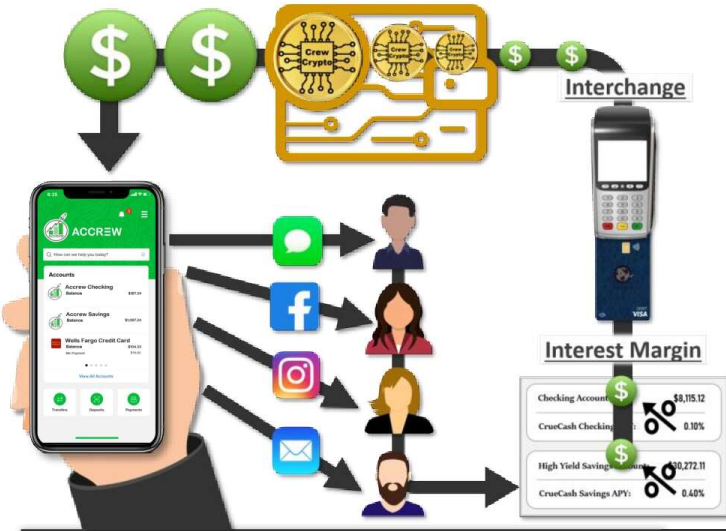 $ $ Crew Crypto Crew Crypto Crew Crypto $ $
Interchange
ACCREW
How can we help you today?
Accounts
Accrew Checking
Balance
Accrew Savings
Balance
Wells Fargo Credit Card
Balance
View All Accounts
Transfers Deposits Payments
VISA
Interest Margin
Checking Account $ $8,115.12
CrueCash Checking % 0.10%
High Yield Savings $ $30,272.11
CrueCash Savings APY: % 0.40%